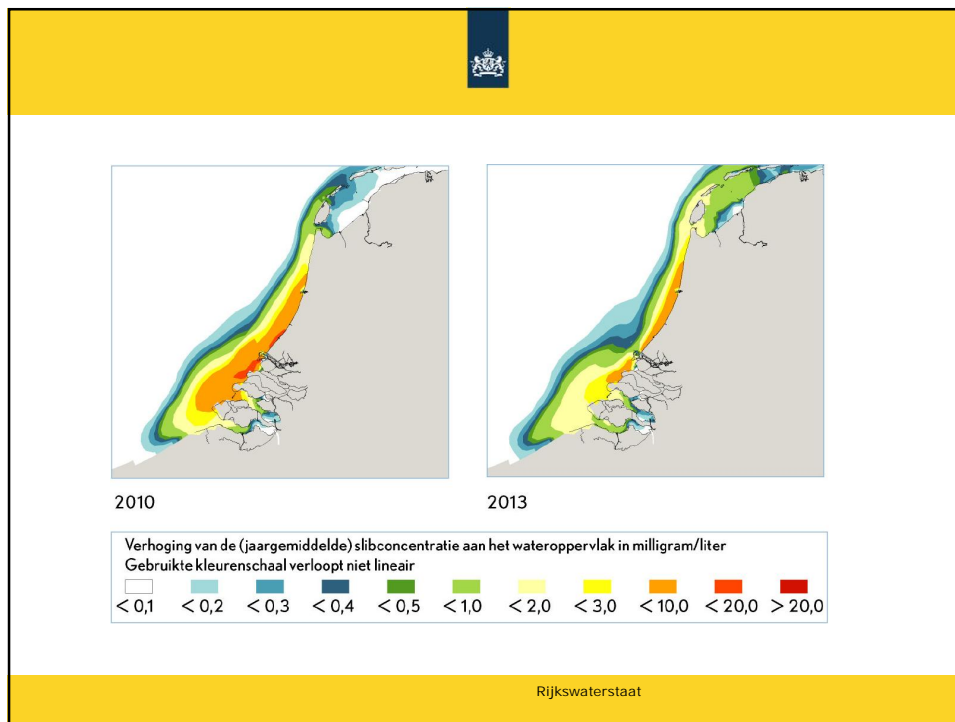 2010
2013
Verhoging van de (jaargemiddelde) slibconcentratie aan het wateroppervlak in milligram/liter
Gebruikte kleurenschaal verloopt niet lineair
< 0,1 < 0,2 < 0,3 < 0,4 < 0,5 < 1,0 < 2,0 < 3,0 < 10,0 < 20,0 > 20,0
Rijkswaterstaat